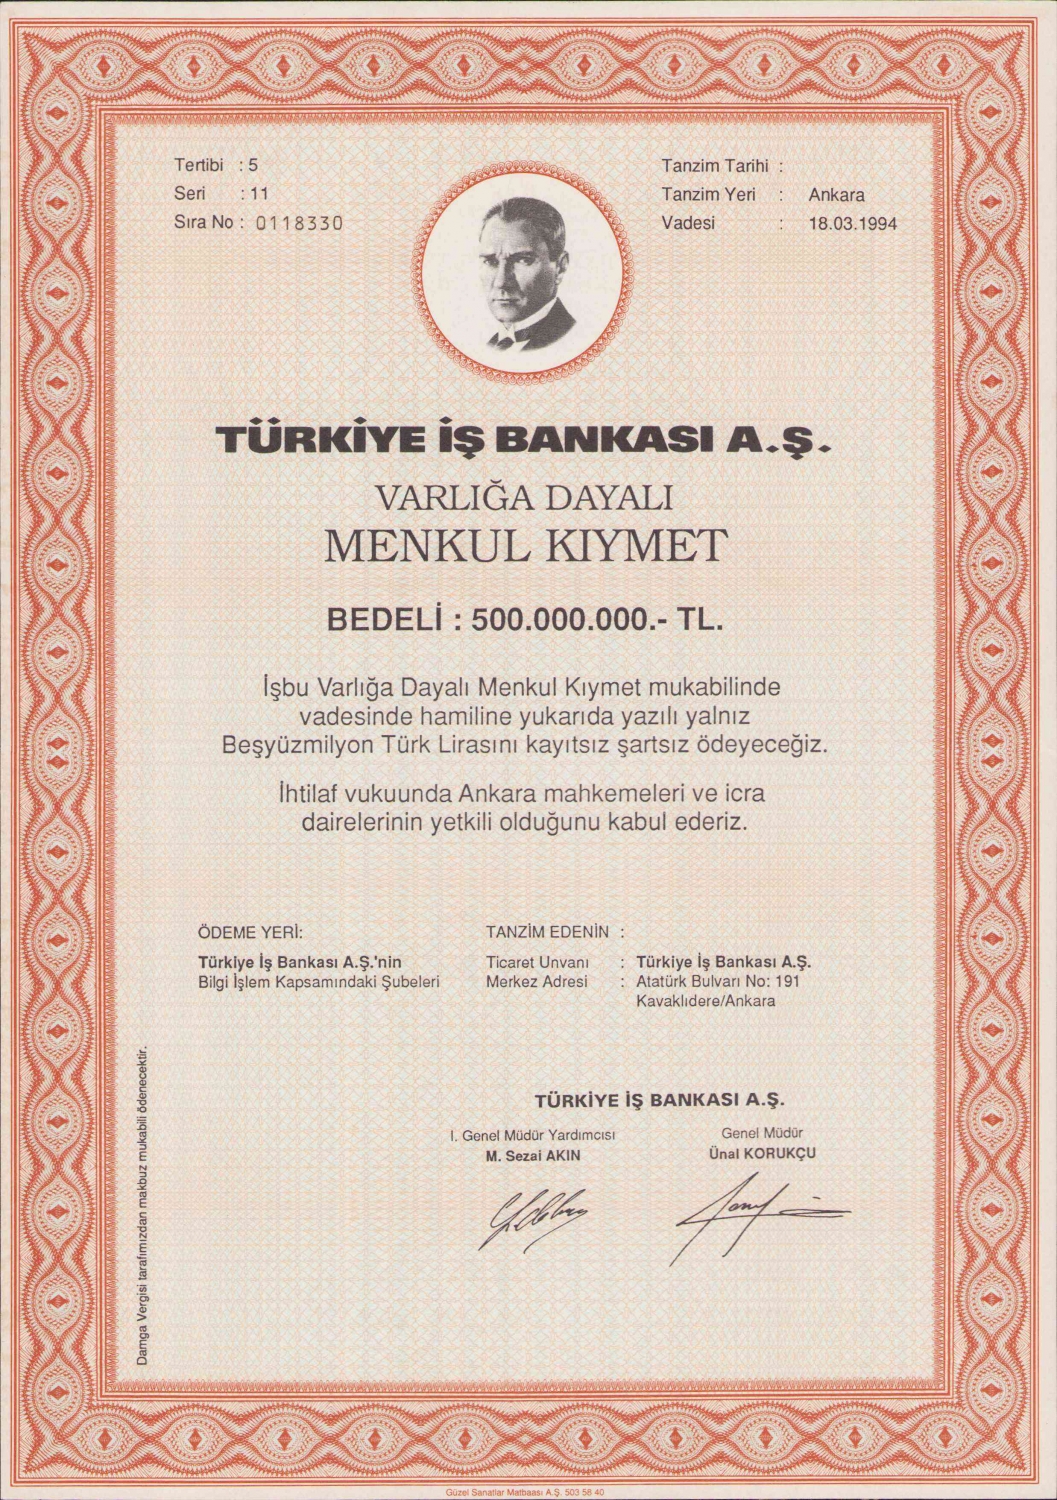 Tertibi : 5
Seri : 11
Sıra No : 0118330
Tanzim Tarihi :
Tanzim Yeri : Ankara
Vadesi : 18.03.1994
TÜRKİYE İŞ BANKASI A.Ş.
VARLIĞA DAYALI
MENKUL KIYMET
BEDELİ : 500.000.000.- TL.
İşbu Varlığa Dayalı Menkul Kıymet mukabilinde
vadesinde hamiline yukarıda yazılı yalnız
Beşyüzmilyon Türk Lirasını kayıtsız şartsız ödeyeceğiz.
İhtilaf vukuunda Ankara mahkemeleri ve icra
dairelerinin yetkili olduğunu kabul ederiz.
ÖDEME YERİ:
Türkiye İş Bankası A.Ş.'nin
Bilgi İşlem Kapsamındaki Şubeleri
TANZİM EDENİN :
Ticaret Unvanı : Türkiye İş Bankası A.Ş.
Merkez Adresi : Atatürk Bulvarı No: 191
Kavaklıdere/Ankara
TÜRKİYE İŞ BANKASI A.Ş.
I. Genel Müdür Yardımcısı
M. Sezai AKIN
Genel Müdür
Ünal KORUKÇU
Damga Vergisi tarafımızdan makbuz mukabili ödenecektir.
Güzel Sanatlar Matbaası A.Ş. 503 58 40